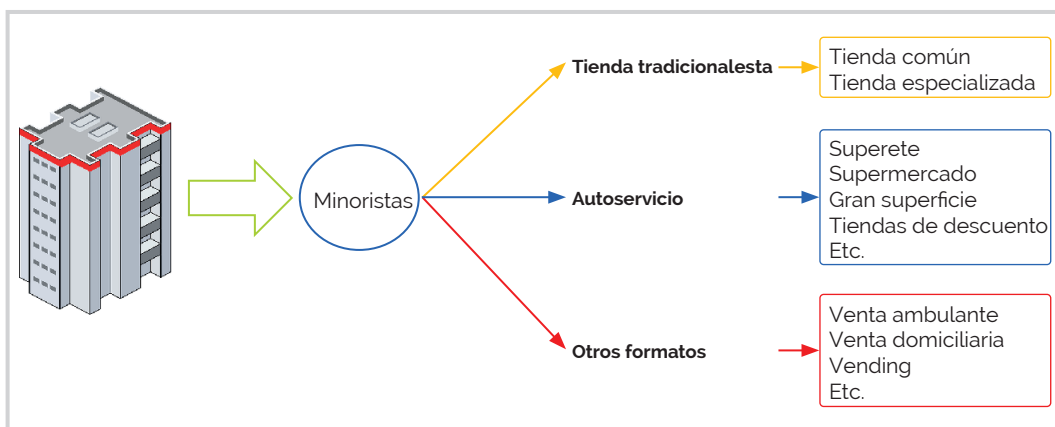 Minoristas
Tienda tradicionalesta
Tienda común
Tienda especializada
Autoservicio
Superete
Supermercado
Gran superficie
Tiendas de descuento
Etc.
Otros formatos
Venta ambulante
Venta domiciliaria
Vending
Etc.